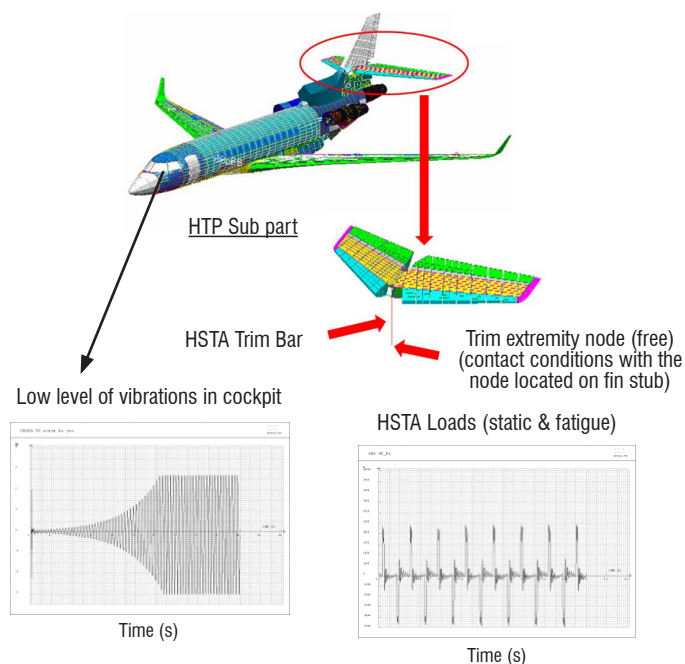 HTP Sub part
HSTA Trim Bar
Trim extremity node (free)
(contact conditions with the
node located on fin stub)
Low level of vibrations in cockpit
HSTA Loads (static & fatigue)
Time (s)
Time (s)